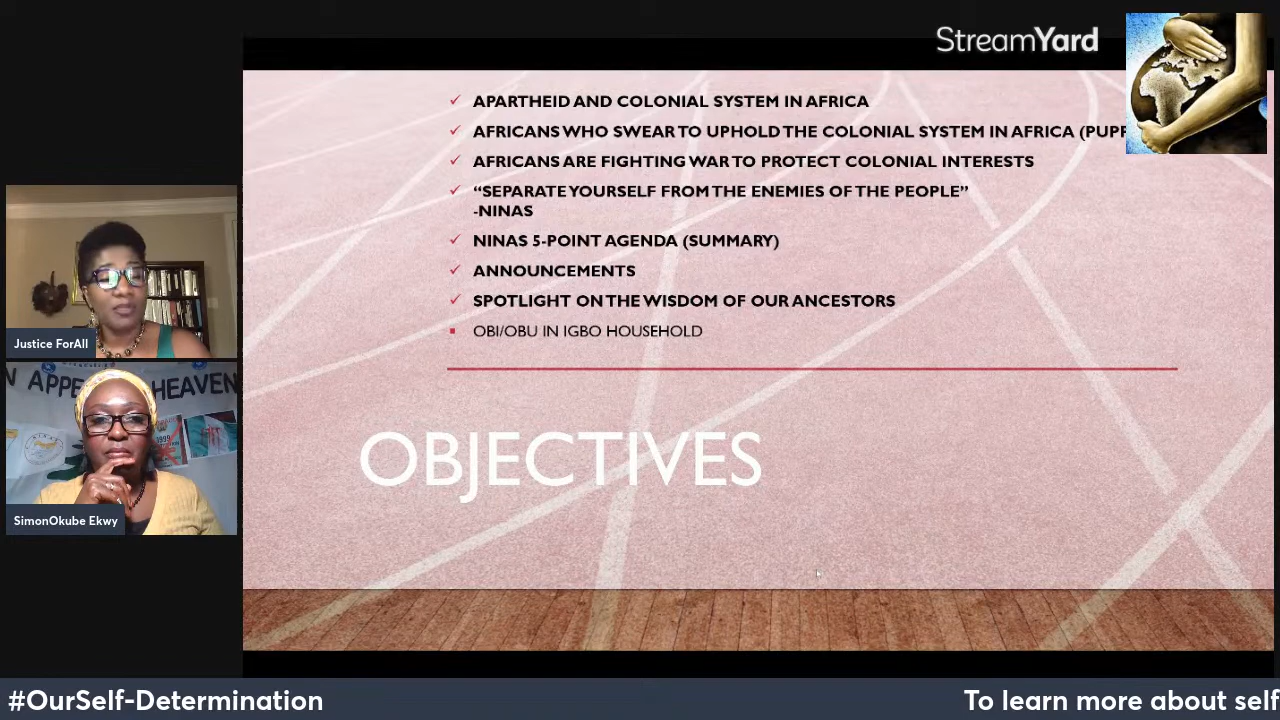 StreamYard
APARTHEID AND COLONIAL SYSTEM IN AFRICA
AFRICANS WHO SWEAR TO UPHOLD THE COLONIAL SYSTEM IN AFRICA
AFRICANS ARE FIGHTING WAR TO PROTECT COLONIAL INTERESTS
“SEPARATE YOURSELF FROM THE ENEMIES OF THE PEOPLE”
-NINAS
NINAS 5-POINT AGENDA (SUMMARY)
ANNOUNCEMENTS
SPOTLIGHT ON THE WISDOM OF OUR ANCESTORS
OBI/OBU IN IGBO HOUSEHOLD
OBJECTIVES
Justice ForAll
HEAVEN
1999
SimonOkube Ekwy
#OurSelf-Determination
To learn more about self